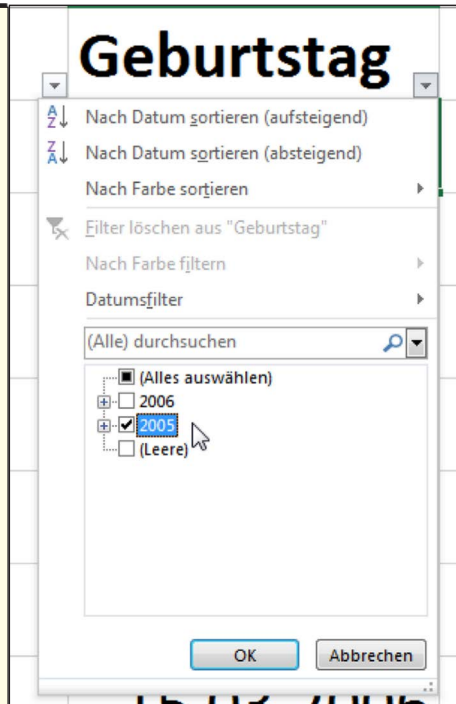 Geburtstag
Nach Datum sortieren (aufsteigend)
Nach Datum sortieren (absteigend)
Nach Farbe sortieren
Filter löschen aus "Geburtstag"
Nach Farbe filtern
Datumsfilter
(Alle) durchsuchen
(Alles auswählen)
2006
2005
(Leere)
OK Abbrechen